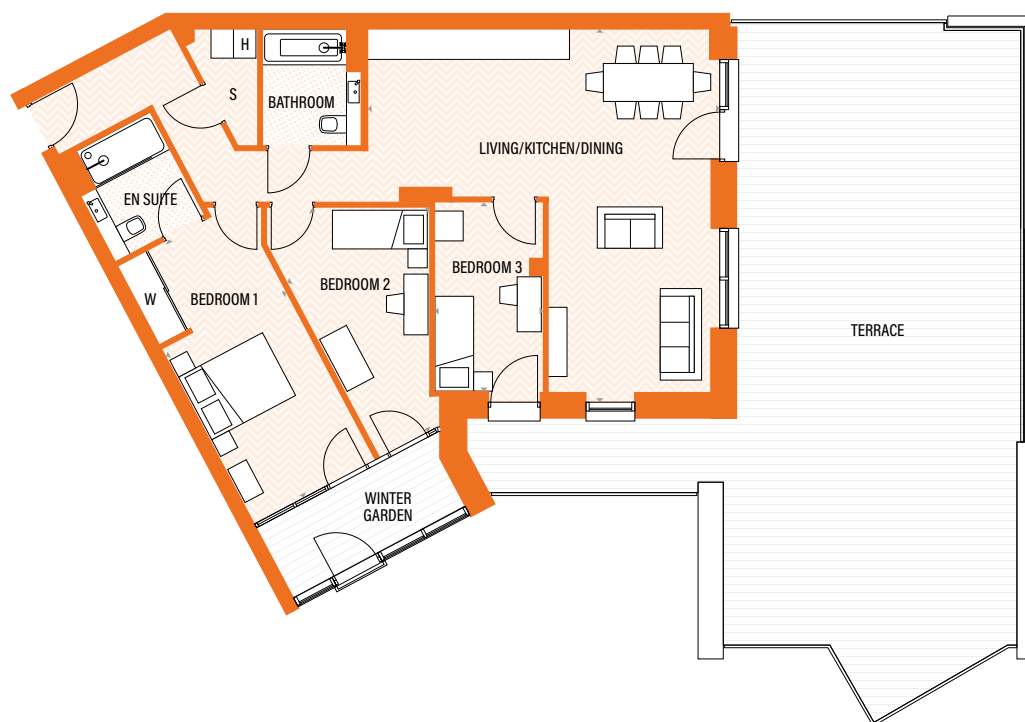 H
S
BATHROOM
LIVING/KITCHEN/DINING
EN SUITE
BEDROOM 3
BEDROOM 2
W
BEDROOM 1
TERRACE
WINTER
GARDEN